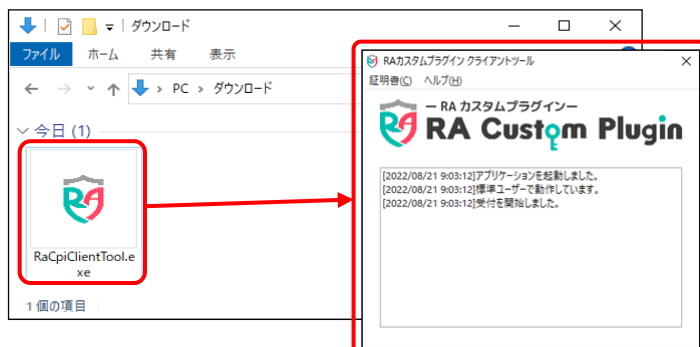 ダウンロード
ファイル ホーム 共有 表示
PC ダウンロード
今日 (1)
RaCpiClientTool.e
xe
1 個の項目
RAカスタムプラグイン クライアントツール
証明書(C) ヘルプ(H)
ー RA カスタムプラグインー
RA Custom Plugin
[2022/08/21 9:03:12]アプリケーションを起動しました。
[2022/08/21 9:03:12]標準ユーザーで動作しています。
[2022/08/21 9:03:12]受付を開始しました。